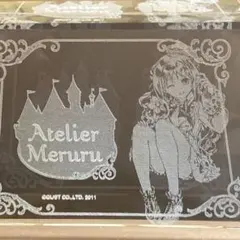 Atelier
Meruru
©GUST CO.,LTD. 2011